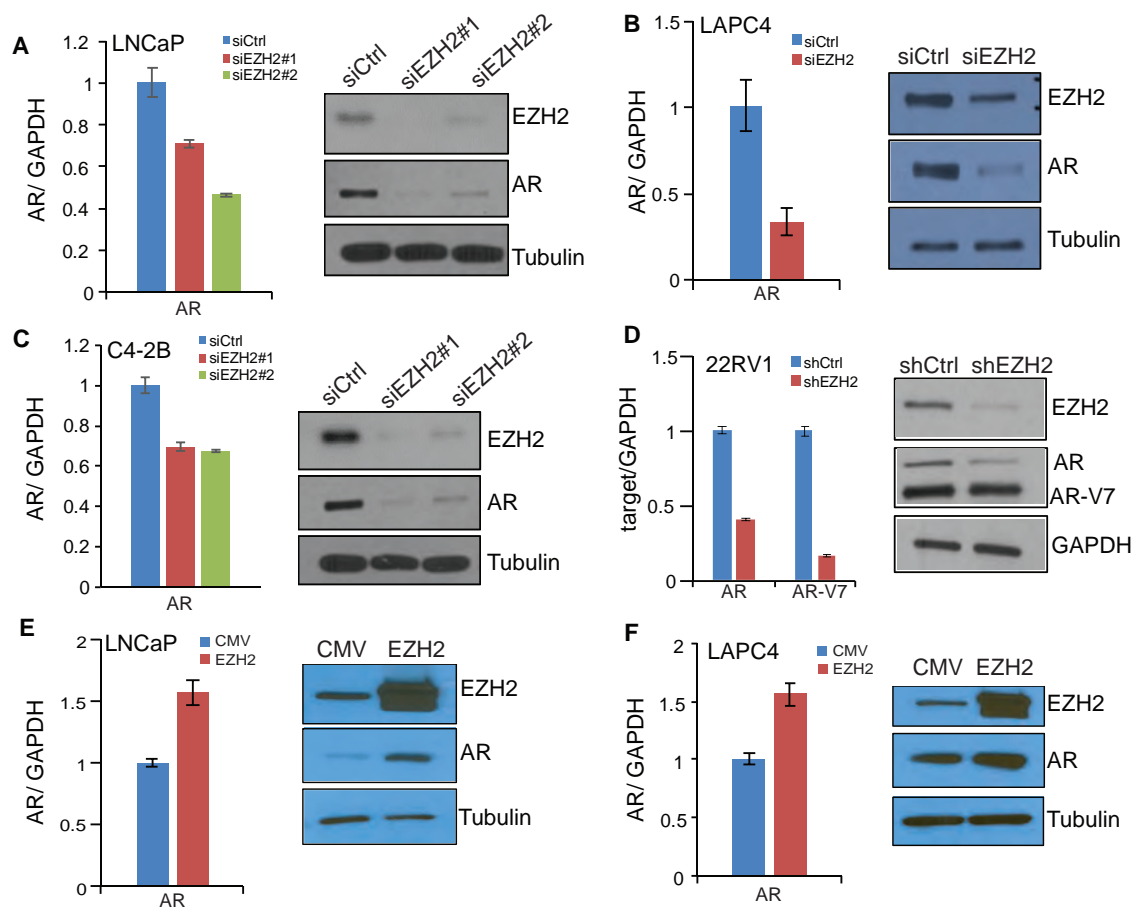 A
LNCaP
siCtrl
siEZH2#1
siEZH2#2
1.2
1
0.8
0.6
0.4
0.2
0
AR/ GAPDH
AR
siCtrl
siEZH2#1
siEZH2#2
EZH2
AR
Tubulin
B
LAPC4
siCtrl
siEZH2
1.5
1
0.5
0
AR/ GAPDH
AR
siCtrl siEZH2
EZH2
AR
Tubulin
C
C4-2B
siCtrl
siEZH2#1
siEZH2#2
1.2
1
0.8
0.6
0.4
0.2
0
AR/ GAPDH
AR
siCtrl
siEZH2#1
siEZH2#2
EZH2
AR
Tubulin
D
22RV1
shCtrl
shEZH2
1.5
1
0.5
0
target/GAPDH
AR AR-V7
shCtrl shEZH2
EZH2
AR
AR-V7
GAPDH
E
LNCaP
CMV
EZH2
2
1.5
1
0.5
0
AR/ GAPDH
AR
CMV EZH2
EZH2
AR
Tubulin
F
LAPC4
CMV
EZH2
2
1.5
1
0.5
0
AR/ GAPDH
AR
CMV EZH2
EZH2
AR
Tubulin